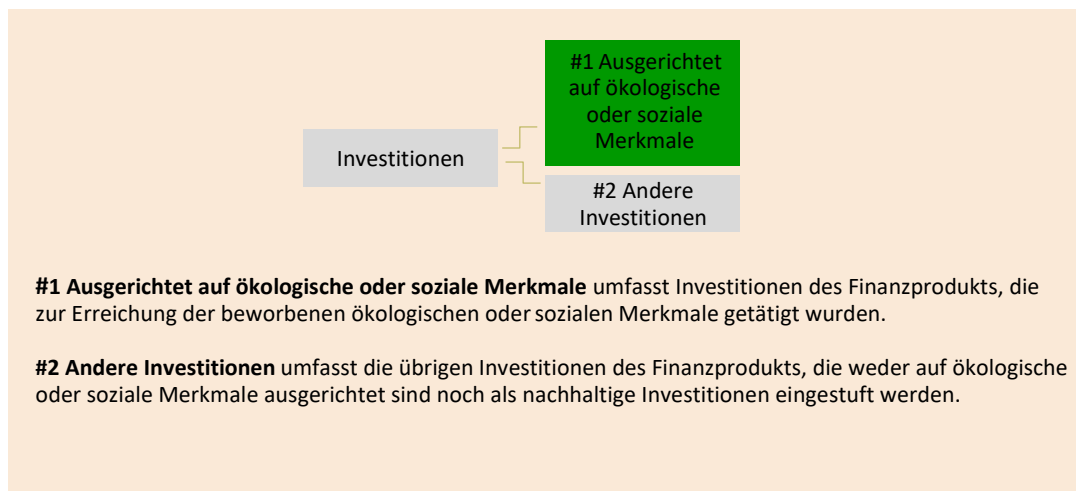 #1 Ausgerichtet
auf ökologische
oder soziale
Merkmale
Investitionen
#2 Andere
Investitionen
#1 Ausgerichtet auf ökologische oder soziale Merkmale umfasst Investitionen des Finanzprodukts, die
zur Erreichung der beworbenen ökologischen oder sozialen Merkmale getätigt wurden.
#2 Andere Investitionen umfasst die übrigen Investitionen des Finanzprodukts, die weder auf ökologische
oder soziale Merkmale ausgerichtet sind noch als nachhaltige Investitionen eingestuft werden.